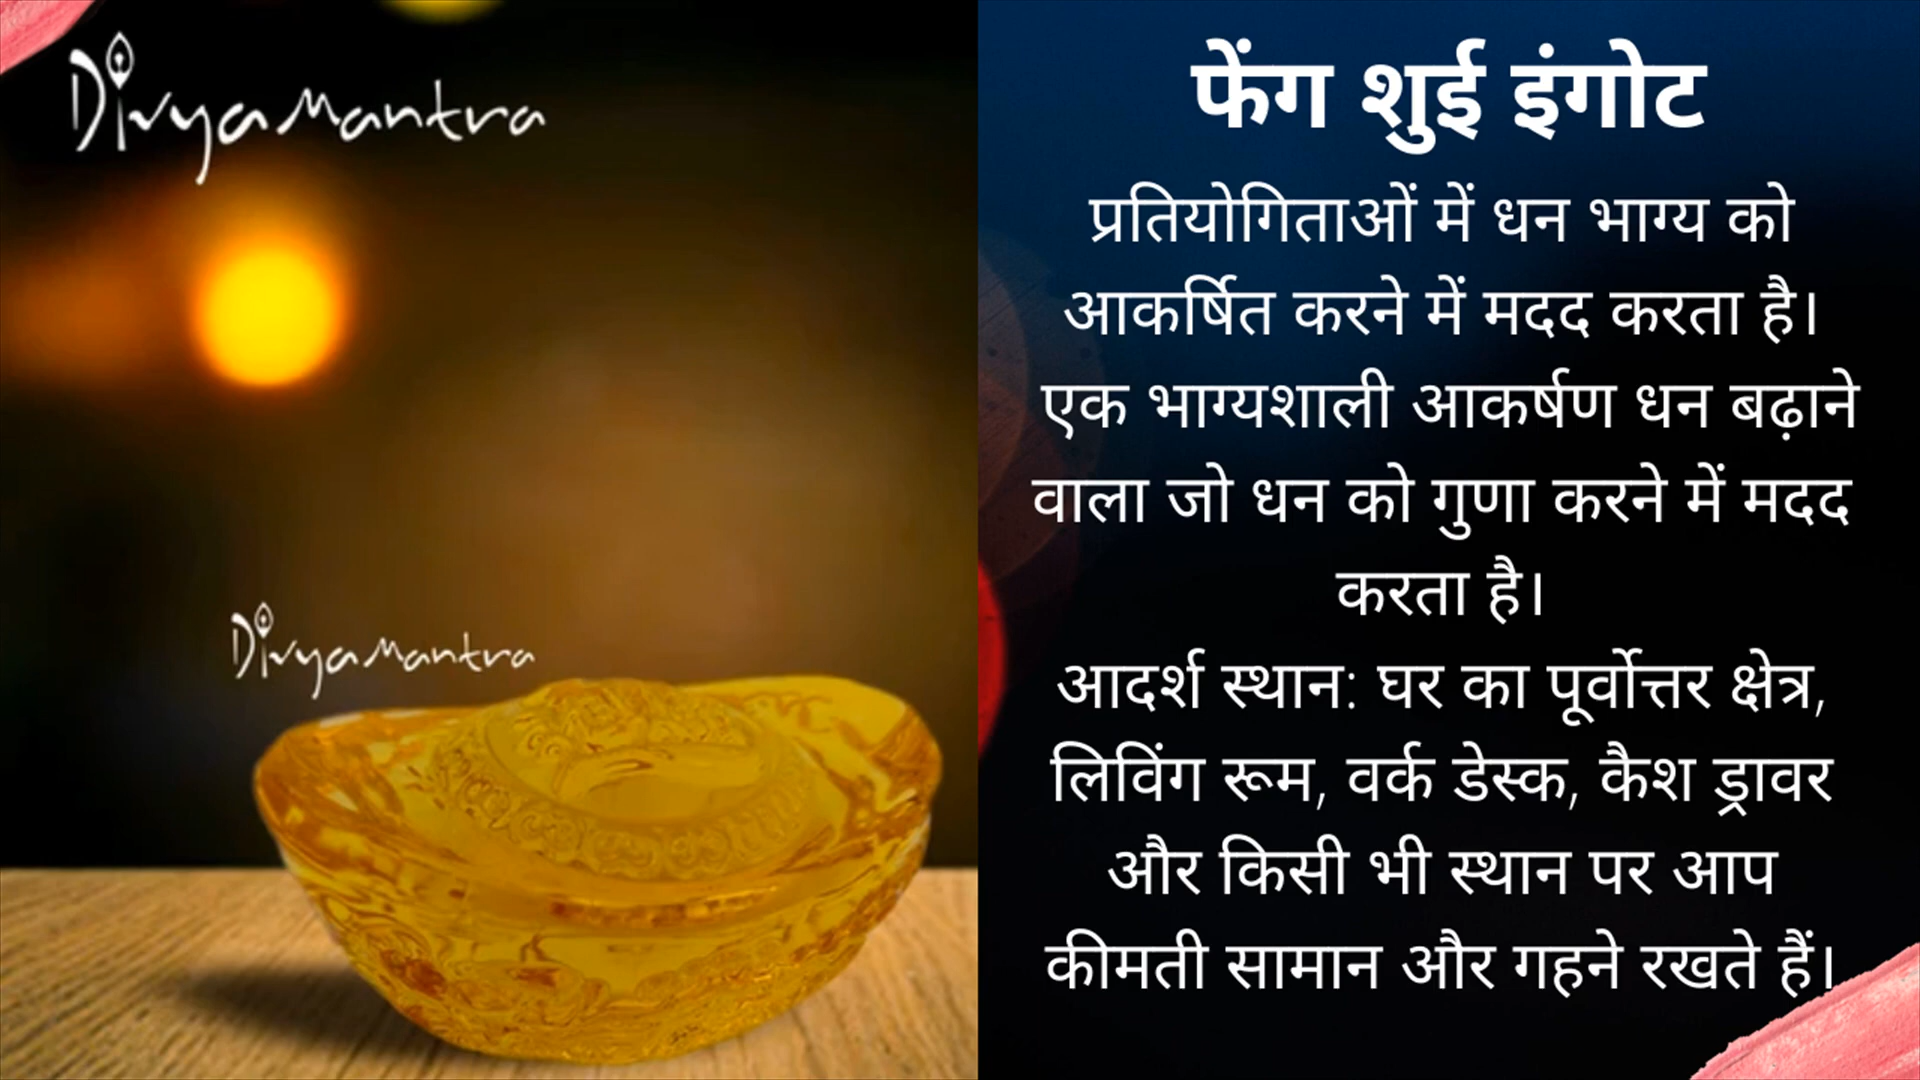 DivyaMantra
DivyaMantra
फेंग शुई इंगोट
प्रतियोगिताओं में धन भाग्य को
आकर्षित करने में मदद करता है।
एक भाग्यशाली आकर्षण धन बढ़ाने
वाला जो धन को गुणा करने में मदद
करता है।
आदर्श स्थान: घर का पूर्वोत्तर क्षेत्र,
लिविंग रूम, वर्क डेस्क, कैश ड्रावर
और किसी भी स्थान पर आप
कीमती सामान और गहने रखते हैं।